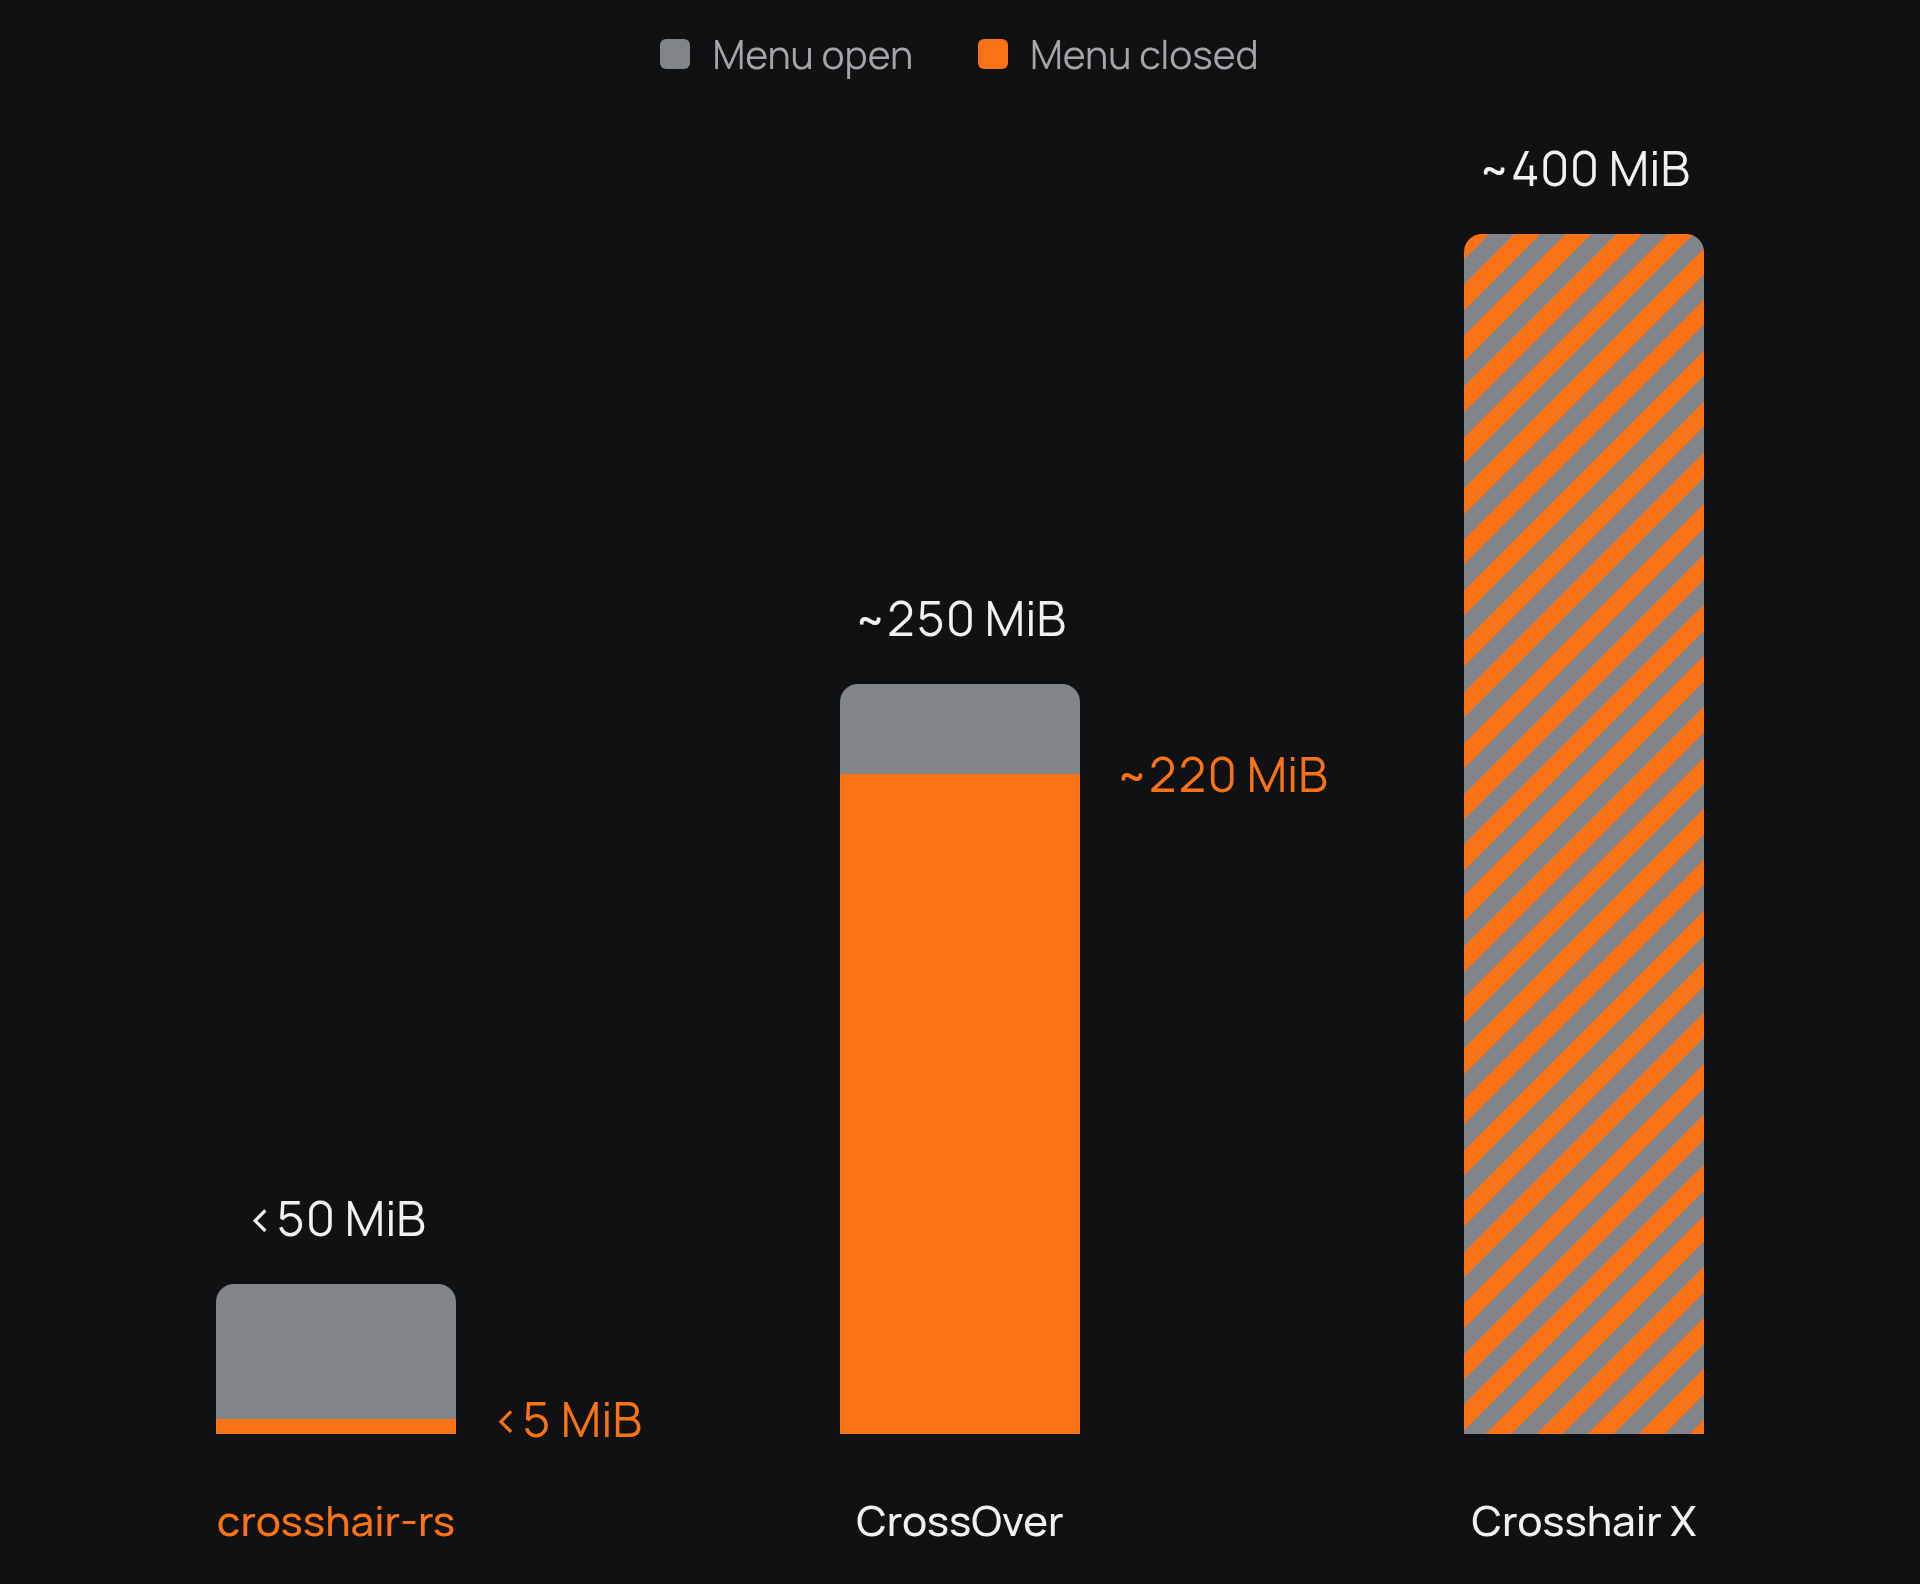 Menu open
Menu closed
~400 MiB
~250 MiB
~220 MiB
<50 MiB
<5 MiB
crosshair-rs
CrossOver
Crosshair X